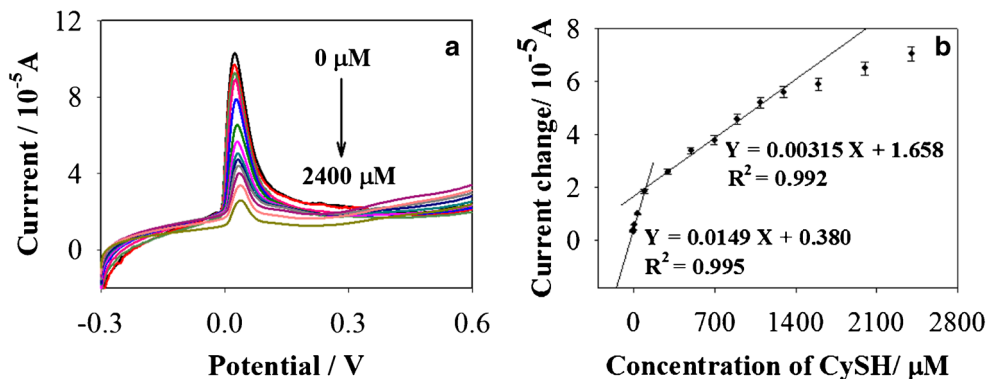 a
Currrent / 10⁻⁵A
12
8
4
0
0 μM
2400 μM
-0.3
0.0
0.3
0.6
Potential / V
b
Current change/ 10⁻⁵A
8
6
4
2
0
Y = 0.00315 X + 1.658
R² = 0.992
Y = 0.0149 X + 0.380
R² = 0.995
0
700
1400
2100
2800
Concentration of CySH/ μM